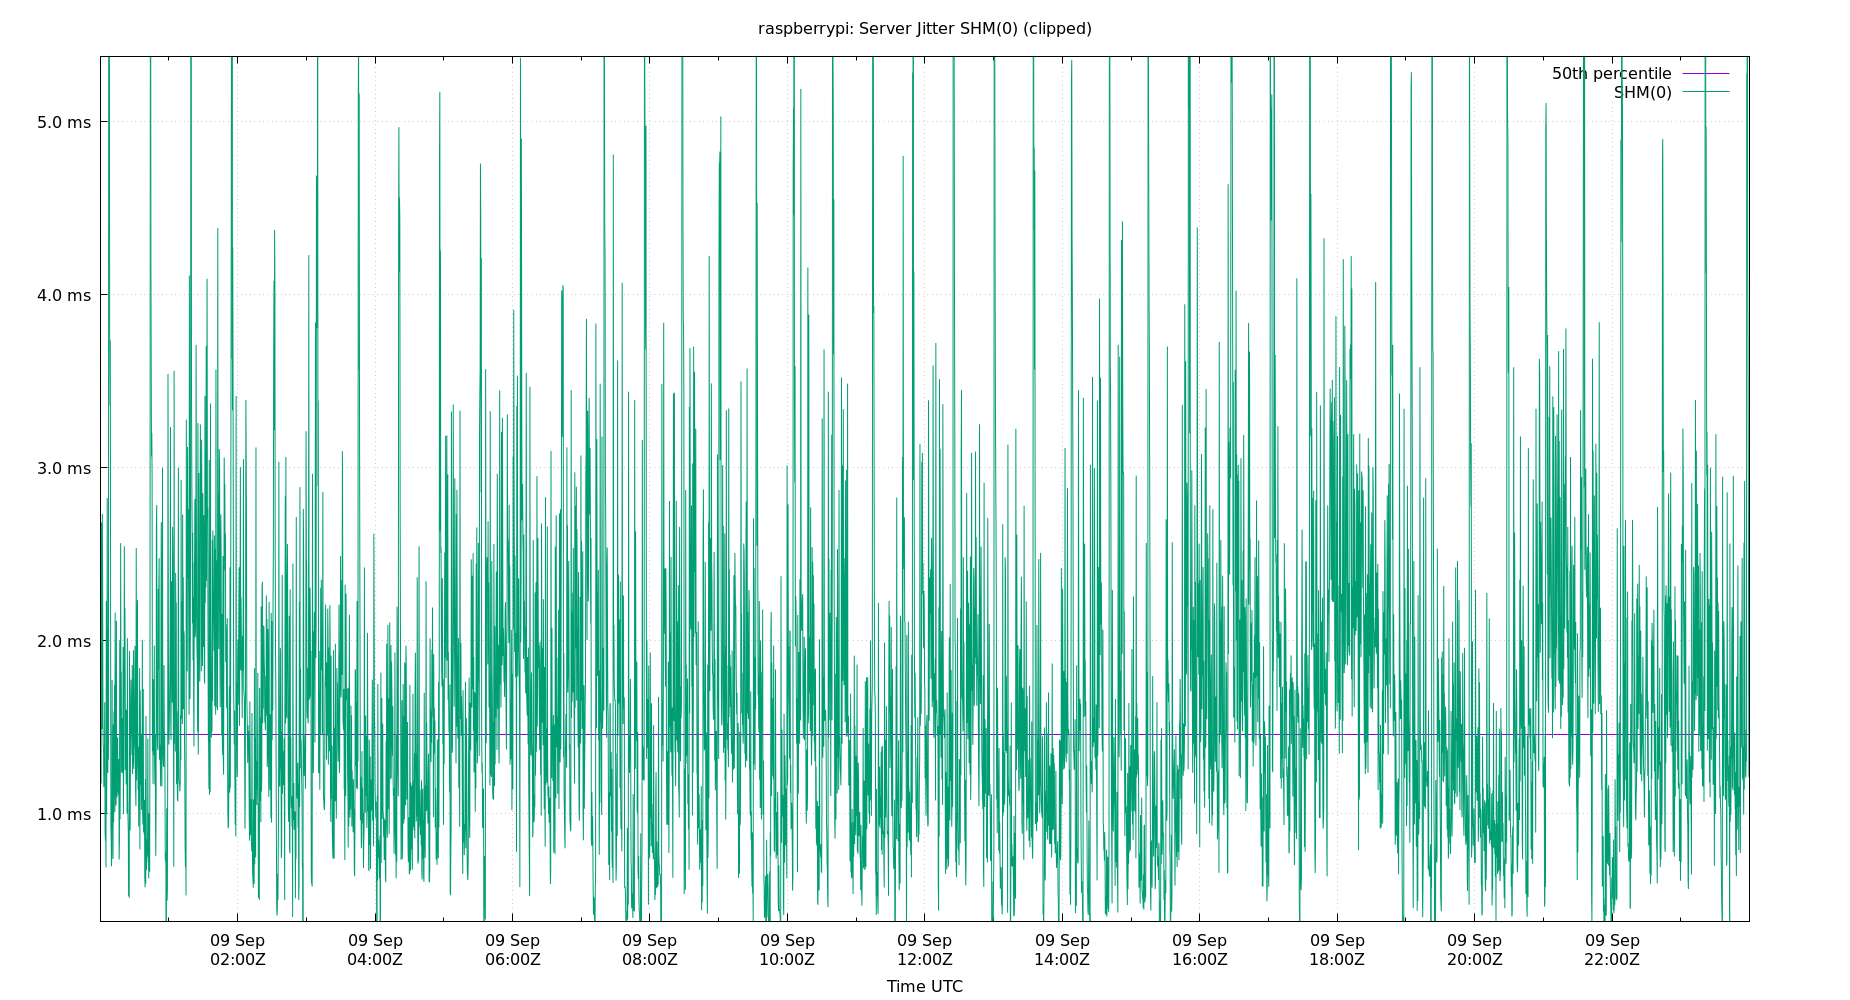 raspberrypi: Server Jitter SHM(0) (clipped)
50th percentile
SHM(0)
5.0 ms
4.0 ms
3.0 ms
2.0 ms
1.0 ms
09 Sep 09 Sep 09 Sep 09 Sep 09 Sep 09 Sep 09 Sep 09 Sep 09 Sep 09 Sep 09 Sep
02:00Z 04:00Z 06:00Z 08:00Z 10:00Z 12:00Z 14:00Z 16:00Z 18:00Z 20:00Z 22:00Z
Time UTC